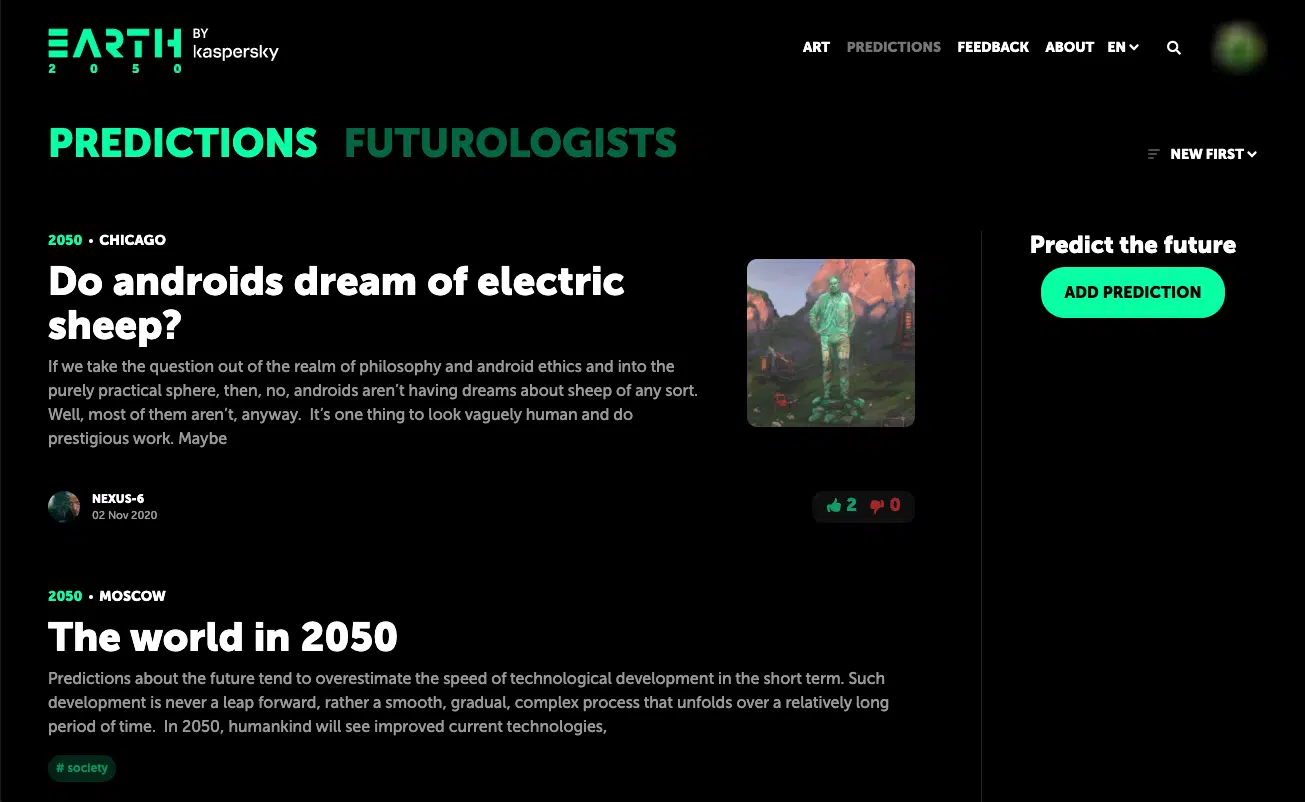 EARTH BY
kaspersky
2 0 5 0
ART PREDICTIONS FEEDBACK ABOUT EN
PREDICTIONS FUTUROLOGISTS
NEW FIRST
2050 • CHICAGO
Do androids dream of electric
sheep?
If we take the question out of the realm of philosophy and android ethics and into the
purely practical sphere, then, no, androids aren't having dreams about sheep of any sort.
Well, most of them aren't, anyway.  It's one thing to look vaguely human and do
prestigious work. Maybe
NEXUS-6
02 Nov 2020
2 0
Predict the future
ADD PREDICTION
2050 • MOSCOW
The world in 2050
Predictions about the future tend to overestimate the speed of technological development in the short term. Such
development is never a leap forward, rather a smooth, gradual, complex process that unfolds over a relatively long
period of time.  In 2050, humankind will see improved current technologies,
# society